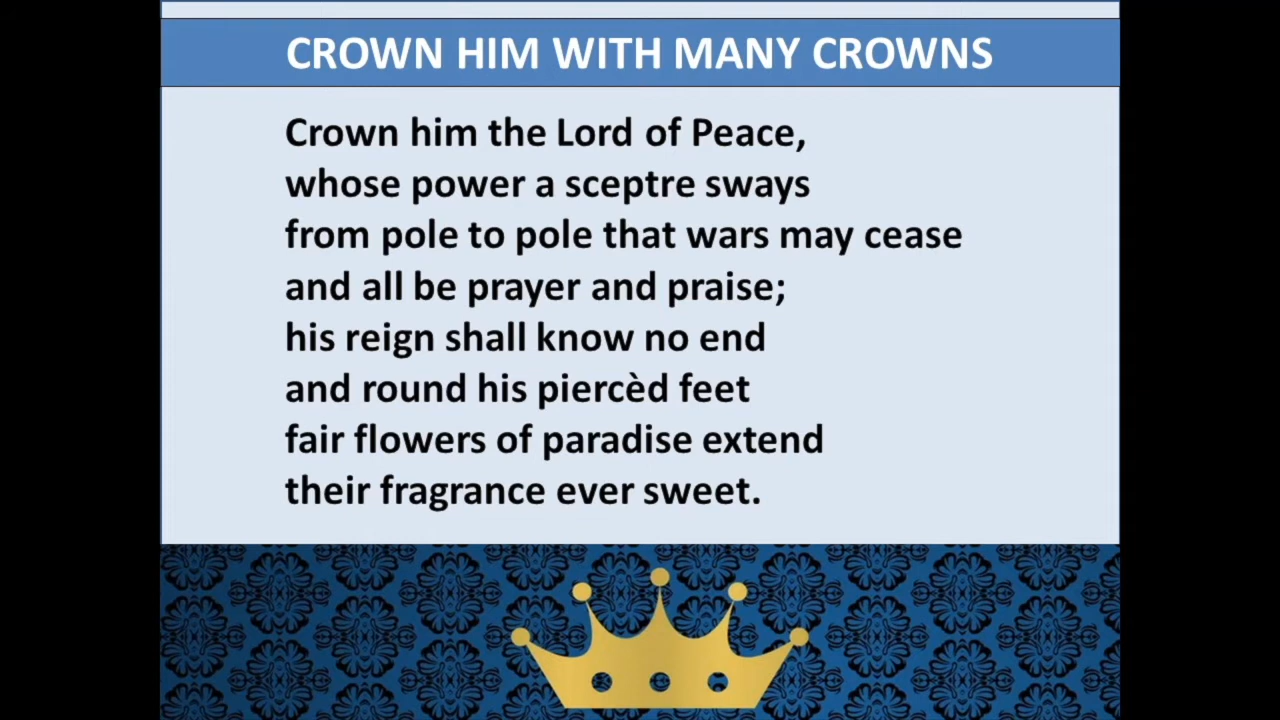 CROWN HIM WITH MANY CROWNS
Crown him the Lord of Peace,
whose power a sceptre sways
from pole to pole that wars may cease
and all be prayer and praise;
his reign shall know no end
and round his piercèd feet
fair flowers of paradise extend
their fragrance ever sweet.